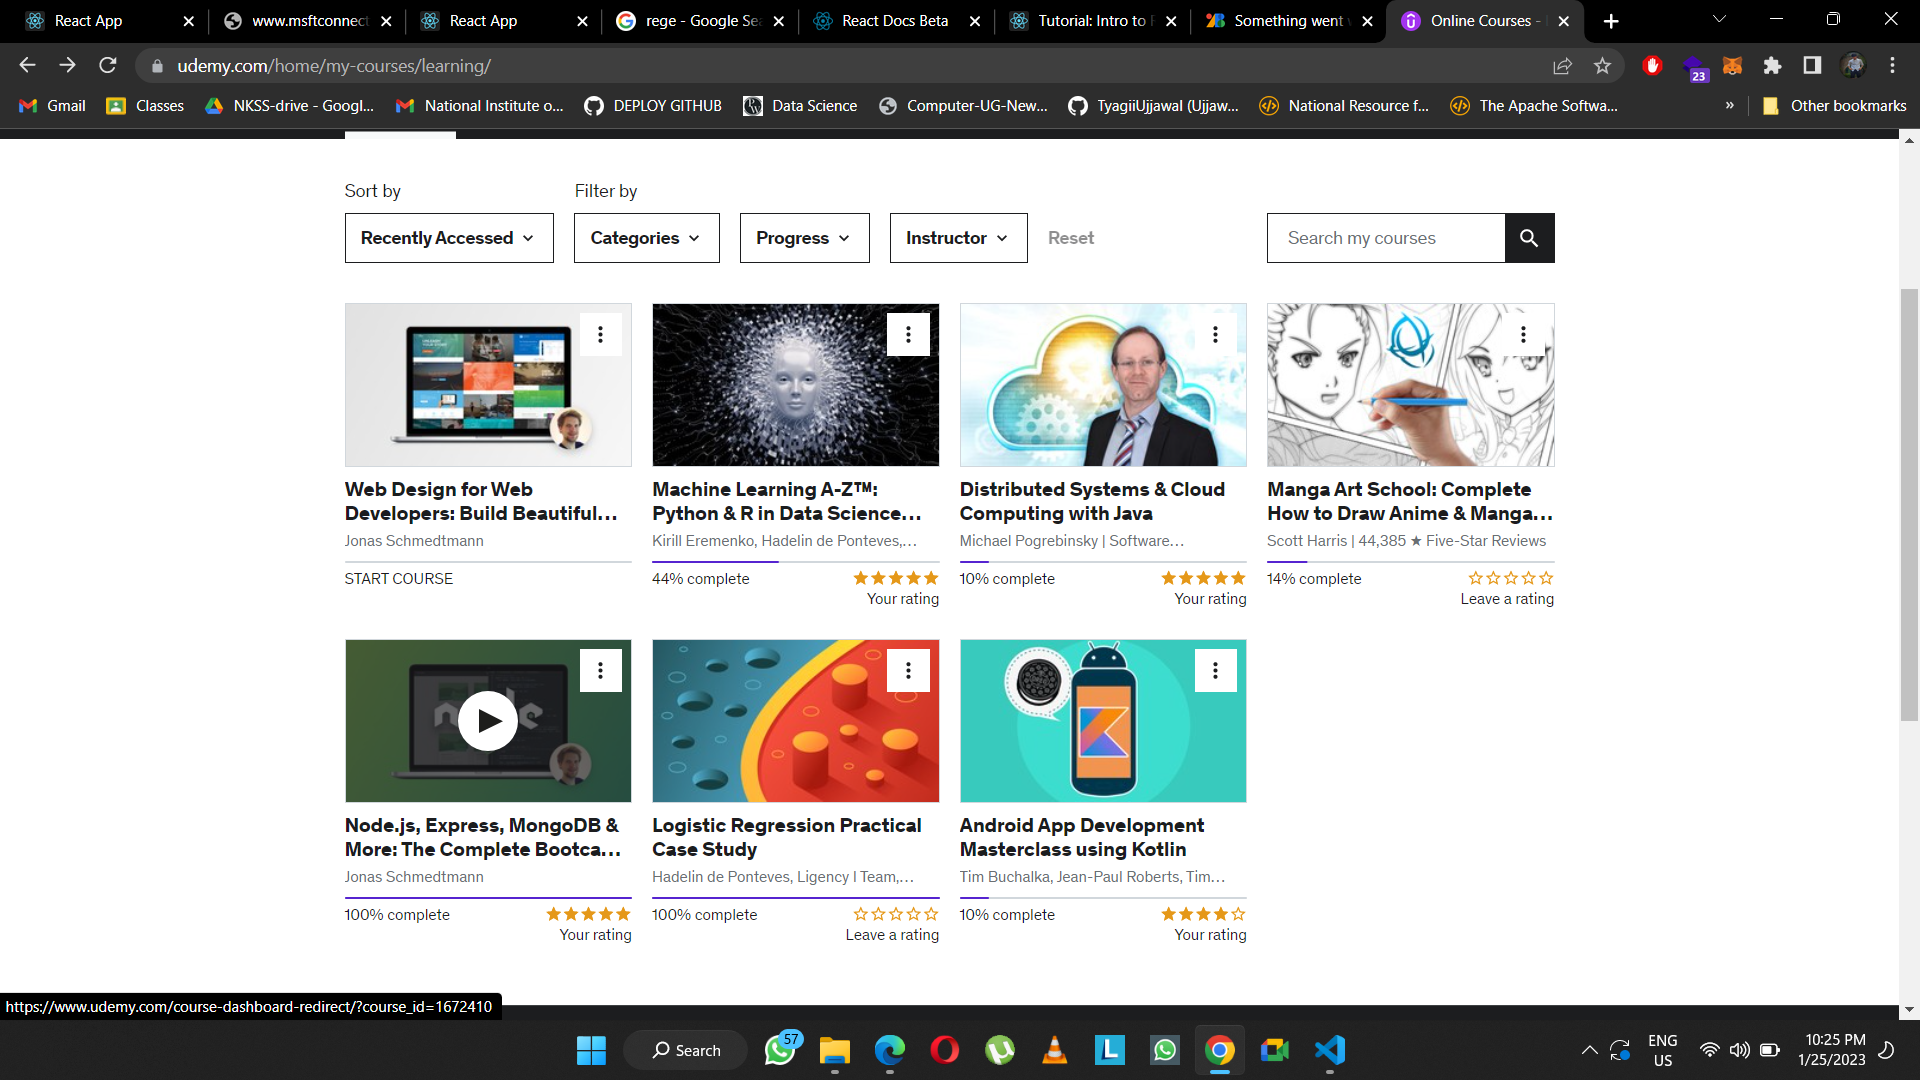 React App
www.msftconnect
React App
rege - Google Sea
React Docs Beta
Tutorial: Intro to
Something went
Online Courses -
udemy.com/home/my-courses/learning/
23
Gmail
Classes
NKSS-drive - Googl...
National Institute o...
DEPLOY GITHUB
Data Science
Computer-UG-New...
TyagiiUjjawal (Ujjaw...
National Resource f...
The Apache Softwa...
»
Other bookmarks
Sort by
Filter by
Recently Accessed
Categories
Progress
Instructor
Reset
Search my courses
Web Design for Web
Developers: Build Beautiful...
Jonas Schmedtmann
START COURSE
Machine Learning A-Z™:
Python & R in Data Science...
Kirill Eremenko, Hadelin de Ponteves,...
44% complete
Your rating
Distributed Systems & Cloud
Computing with Java
Michael Pogrebinsky | Software...
10% complete
Your rating
Manga Art School: Complete
How to Draw Anime & Manga...
Scott Harris | 44,385 ★ Five-Star Reviews
14% complete
Leave a rating
Node.js, Express, MongoDB &
More: The Complete Bootca...
Jonas Schmedtmann
100% complete
Your rating
Logistic Regression Practical
Case Study
Hadelin de Ponteves, Ligency I Team,...
100% complete
Leave a rating
Android App Development
Masterclass using Kotlin
Tim Buchalka, Jean-Paul Roberts, Tim...
10% complete
Your rating
https://www.udemy.com/course-dashboard-redirect/?course_id=1672410
Search
57
L
ENG
US
10:25 PM
1/25/2023